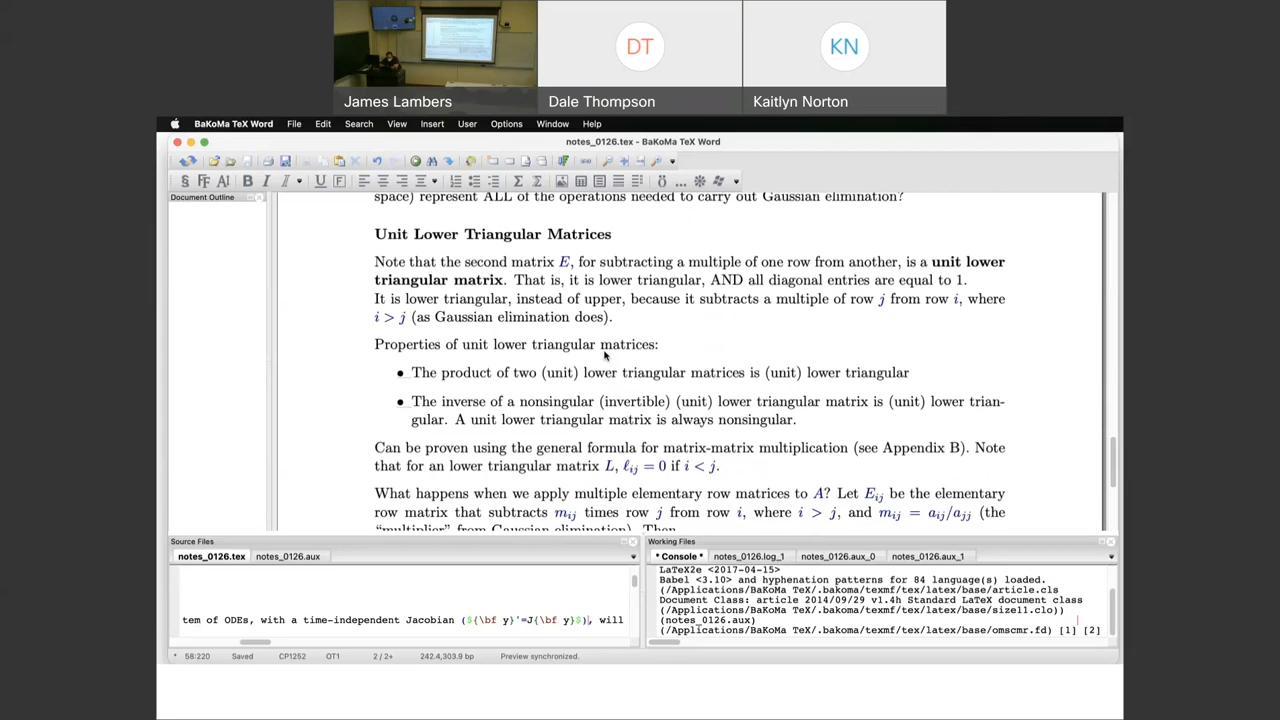 DT
KN
James Lambers
Dale Thompson
Kaitlyn Norton
BaKoMa TeX Word File Edit Search View Insert User Options Window Help
notes_0126.tex - BaKoMa TeX Word
Document Outline
space) represent ALL of the operations needed to carry out Gaussian elimination?
Unit Lower Triangular Matrices
Note that the second matrix E, for subtracting a multiple of one row from another, is a unit lower
triangular matrix. That is, it is lower triangular, AND all diagonal entries are equal to 1.
It is lower triangular, instead of upper, because it subtracts a multiple of row j from row i, where
i > j (as Gaussian elimination does).
Properties of unit lower triangular matrices:
• The product of two (unit) lower triangular matrices is (unit) lower triangular
• The inverse of a nonsingular (invertible) (unit) lower triangular matrix is (unit) lower trian-
gular. A unit lower triangular matrix is always nonsingular.
Can be proven using the general formula for matrix-matrix multiplication (see Appendix B). Note
that for an lower triangular matrix L, ℓij = 0 if i < j.
What happens when we apply multiple elementary row matrices to A? Let Eij be the elementary
row matrix that subtracts mij times row j from row i, where i > j, and mij = aij/ajj (the
"multiplier" from Gaussian elimination). Then
Source Files
notes_0126.tex notes_0126.aux
tem of ODEs, with a time-independent Jacobian (${\bf y}'=J{\bf y}$), will
Working Files
* Console * notes_0126.log_1 notes_0126.aux_0 notes_0126.aux_1
LaTeX2e <2017-04-15>
Babel <3.10> and hyphenation patterns for 84 language(s) loaded.
(/Applications/BaKoMa TeX/.bakoma/texmf/tex/latex/base/article.cls
Document Class: article 2014/09/29 v1.4h Standard LaTeX document class
(/Applications/BaKoMa TeX/.bakoma/texmf/tex/latex/base/size11.clo))
(notes_0126.aux)
(/Applications/BaKoMa TeX/.bakoma/texmf/tex/latex/base/omscmr.fd) [1] [2]
* 58:220 Saved CP1252 OT1 2 / 2+ 242.4,303.9 bp Preview synchronized.